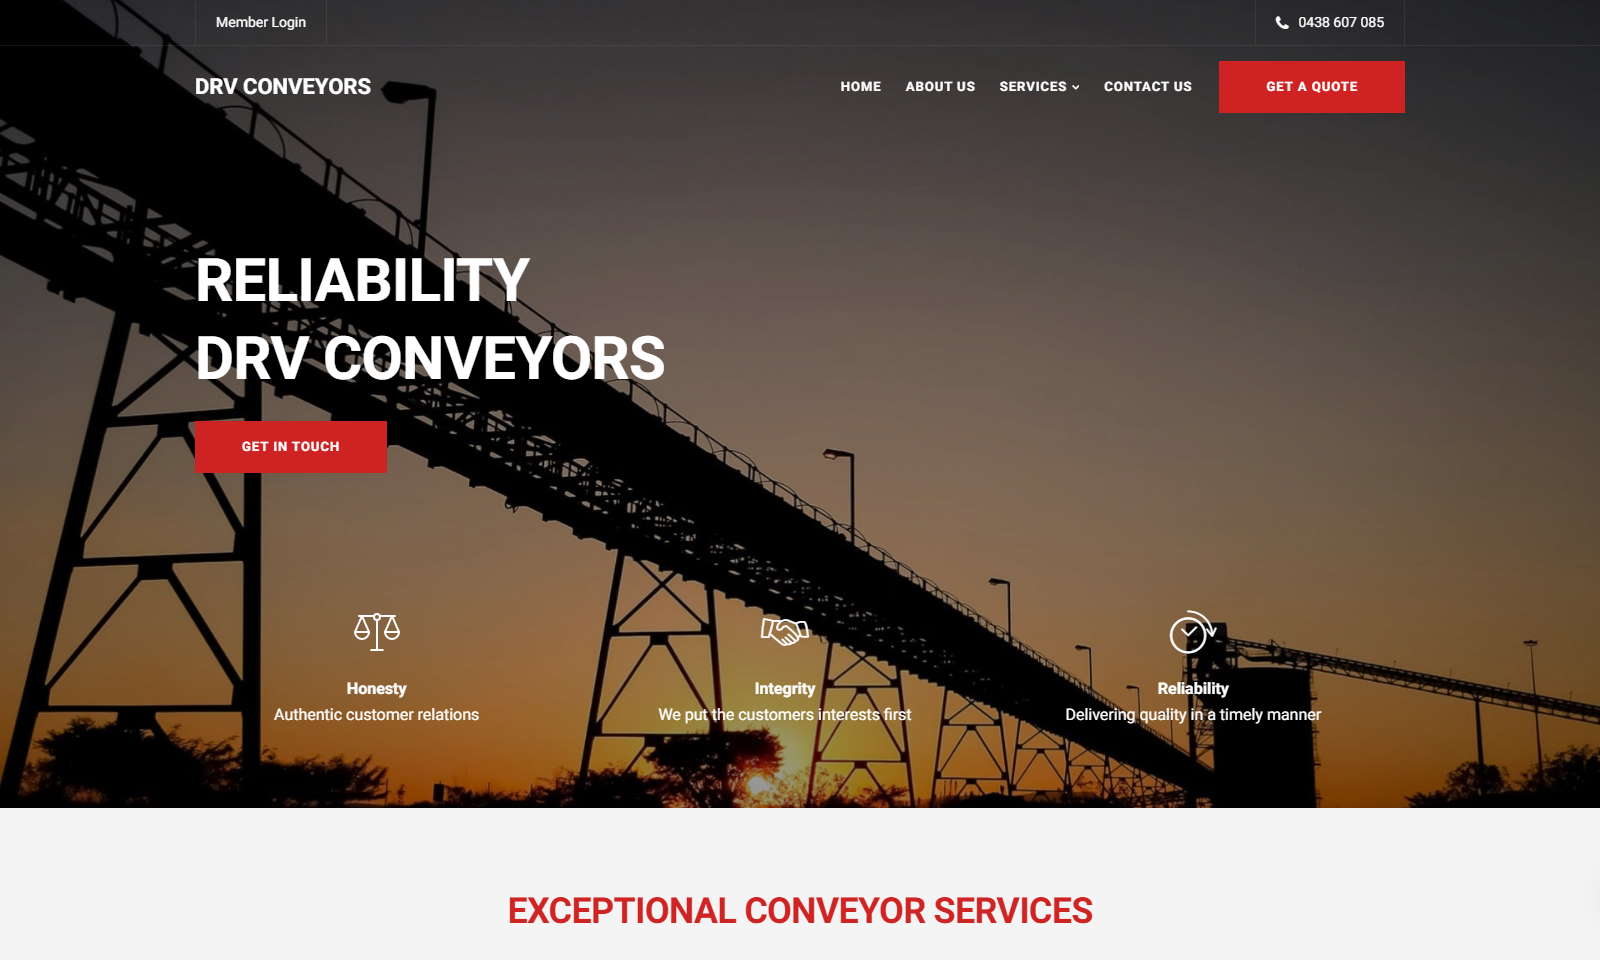 Member Login
0438 607 085
DRV CONVEYORS
HOME
ABOUT US
SERVICES
CONTACT US
GET A QUOTE
RELIABILITY
DRV CONVEYORS
GET IN TOUCH
Honesty
Authentic customer relations
Integrity
We put the customers interests first
Reliability
Delivering quality in a timely manner
EXCEPTIONAL CONVEYOR SERVICES